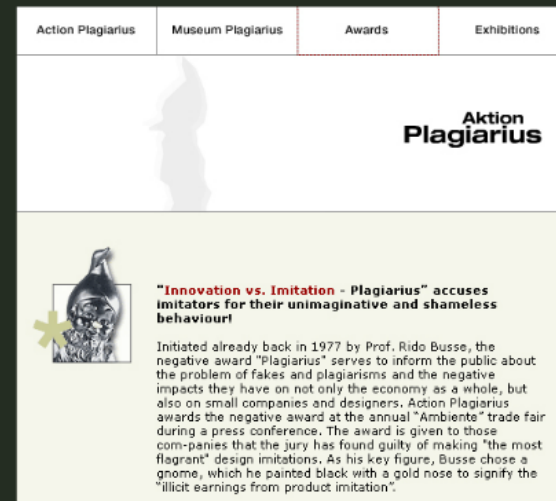 Action Plagiarius
Museum Plagiarius
Awards
Exhibitions
Aktion
Plagiarius
"Innovation vs. Imitation - Plagiarius" accuses
imitators for their unimaginative and shameless
behaviour!
Initiated already back in 1977 by Prof. Rido Busse, the
negative award "Plagiarius" serves to inform the public about
the problem of fakes and plagiarisms and the negative
impacts they have on not only the economy as a whole, but
also on small companies and designers. Action Plagiarius
awards the negative award at the annual "Ambiente" trade fair
during a press conference. The award is given to those
com-panies that the jury has found guilty of making "the most
flagrant" design imitations. As his key figure, Busse chose a
gnome, which he painted black with a gold nose to signify the
"illicit earnings from product imitation".